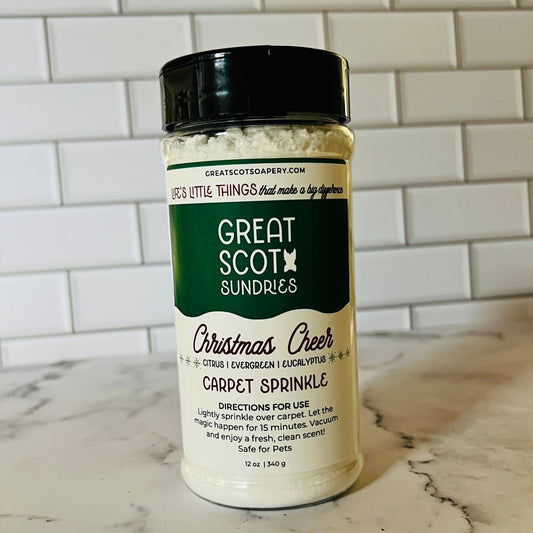 GREATSCOTSOAPERY.COM
LIFE'S LITTLE THINGS that make a big difference
GREAT
SCOT
SUNDRIES
Christmas Cheer
CITRUS | EVERGREEN | EUCALYPTUS
CARPET SPRINKLE
DIRECTIONS FOR USE
Lightly sprinkle over carpet. Let the
magic happen for 15 minutes. Vacuum
and enjoy a fresh, clean scent!
Safe for Pets
12 oz | 340 g